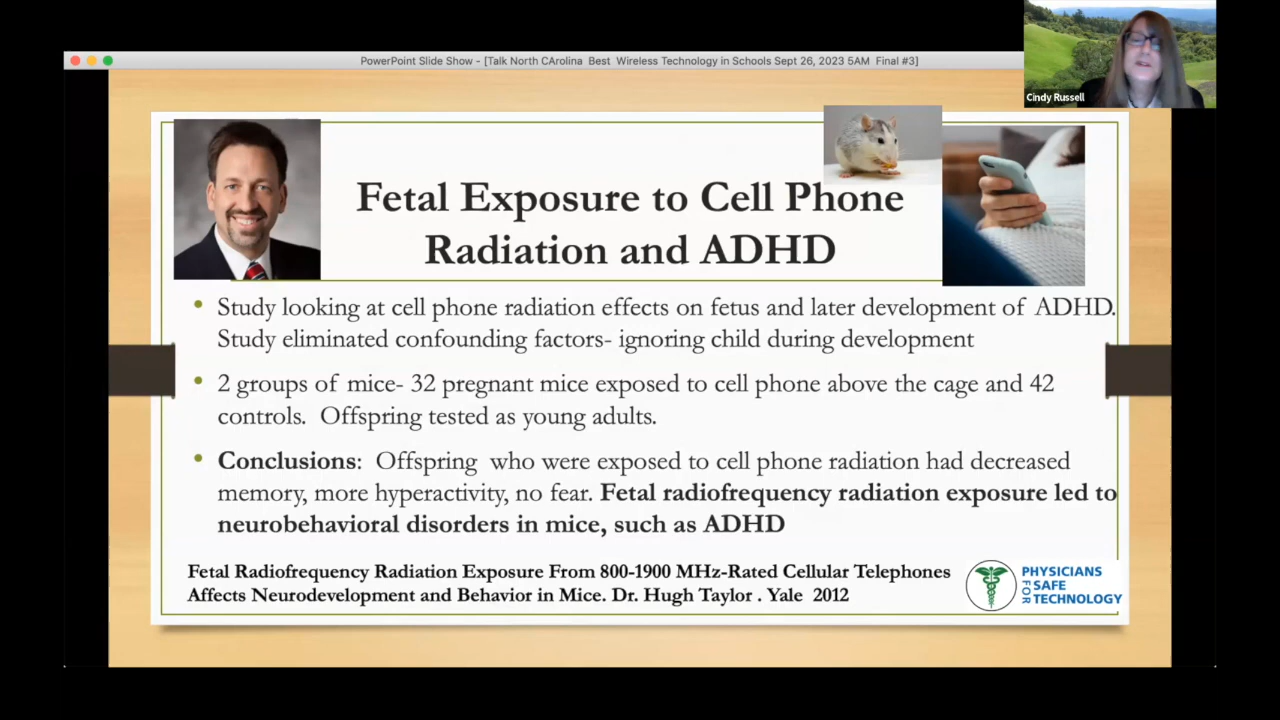 PowerPoint Slide Show - [Talk North CArolina Best Wireless Technology in Schools Sept 26, 2023 5AM Final #3]
Cindy Russell
Fetal Exposure to Cell Phone
Radiation and ADHD
• Study looking at cell phone radiation effects on fetus and later development of ADHD.
Study eliminated confounding factors- ignoring child during development
• 2 groups of mice- 32 pregnant mice exposed to cell phone above the cage and 42
controls. Offspring tested as young adults.
• Conclusions: Offspring who were exposed to cell phone radiation had decreased
memory, more hyperactivity, no fear. Fetal radiofrequency radiation exposure led to
neurobehavioral disorders in mice, such as ADHD
Fetal Radiofrequency Radiation Exposure From 800-1900 MHz-Rated Cellular Telephones
Affects Neurodevelopment and Behavior in Mice. Dr. Hugh Taylor . Yale 2012
PHYSICIANS
FOR SAFE
TECHNOLOGY